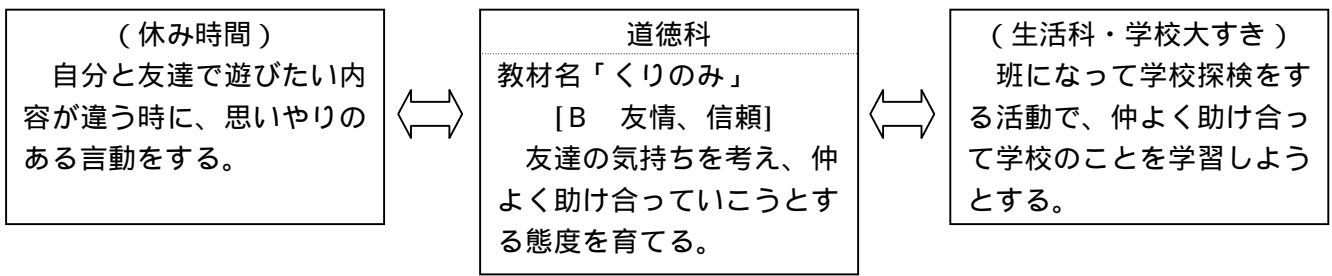 (休み時間)
自分と友達で遊びたい内
容が違う時に、思いやりの
ある言動をする。
道徳科
教材名「くりのみ」
[B 友情、信頼]
友達の気持ちを考え、仲
よく助け合っていこうとす
る態度を育てる。
(生活科・学校大すき)
班になって学校探検をす
る活動で、仲よく助け合っ
て学校のことを学習しよう
とする。